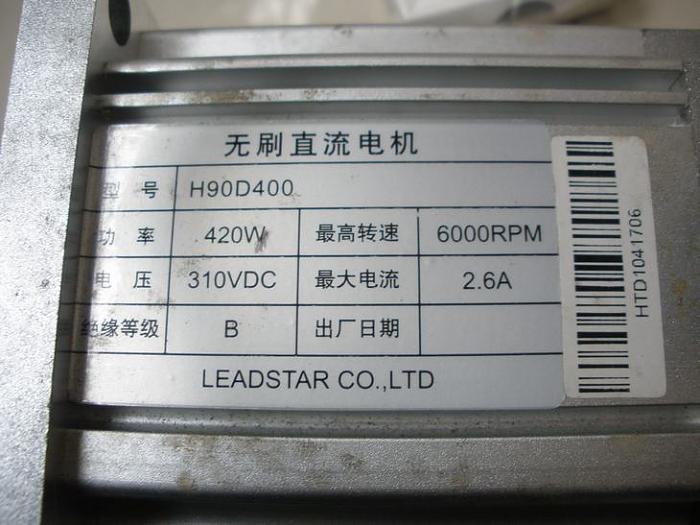 无刷直流电机
型号 H90D400
功率 420W 最高转速 6000RPM
电压 310VDC 最大电流 2.6A
绝缘等级 B 出厂日期
LEADSTAR CO.,LTD
HTD1041706